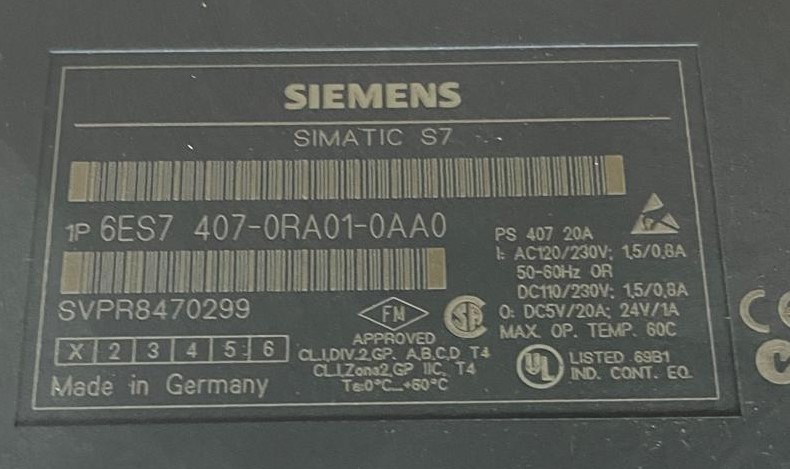 SIEMENS
SIMATIC S7
1P 6ES7 407-0RA01-0AA0
SVPR8470299
X 2 3 4 5 6
Made in Germany
FM
APPROVED
CL.I,DIV.2,GP. A,B,C,D, T4
CL.I,Zone2,GP IIC, T4
Ta:0°C...+60°C
PS 407 20A
I: AC120/230V; 1,5/0,8A
50-60Hz OR
DC110/230V; 1,5/0,8A
O: DC5V/20A; 24V/1A
MAX. OP. TEMP. 60C
UL
LISTED 69B1
IND. CONT. EQ.